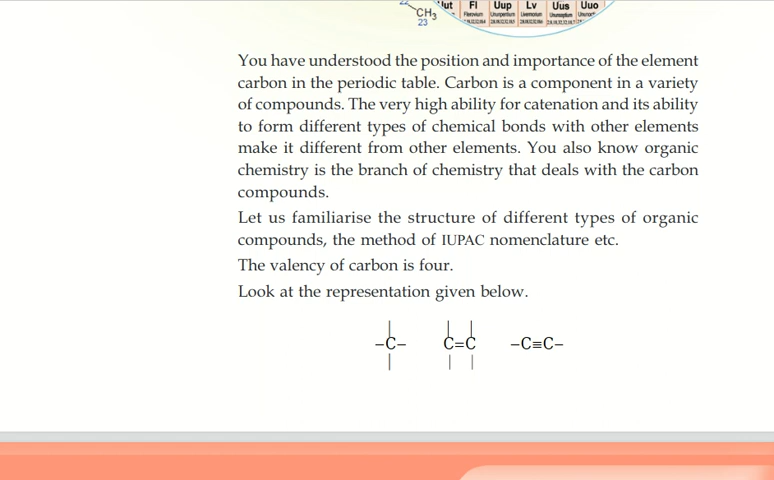 Uut Fl Uup Lv Uus Uuo
CH3
23
You have understood the position and importance of the element
carbon in the periodic table. Carbon is a component in a variety
of compounds. The very high ability for catenation and its ability
to form different types of chemical bonds with other elements
make it different from other elements. You also know organic
chemistry is the branch of chemistry that deals with the carbon
compounds.
Let us familiarise the structure of different types of organic
compounds, the method of IUPAC nomenclature etc.
The valency of carbon is four.
Look at the representation given below.
–C– C=C –C≡C–